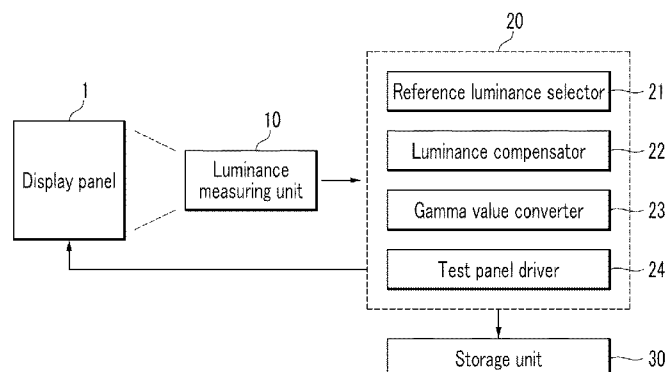 20
1
Reference luminance selector
21
10
Luminance compensator
22
Display panel
Luminance
measuring unit
Gamma value converter
23
Test panel driver
24
Storage unit
30